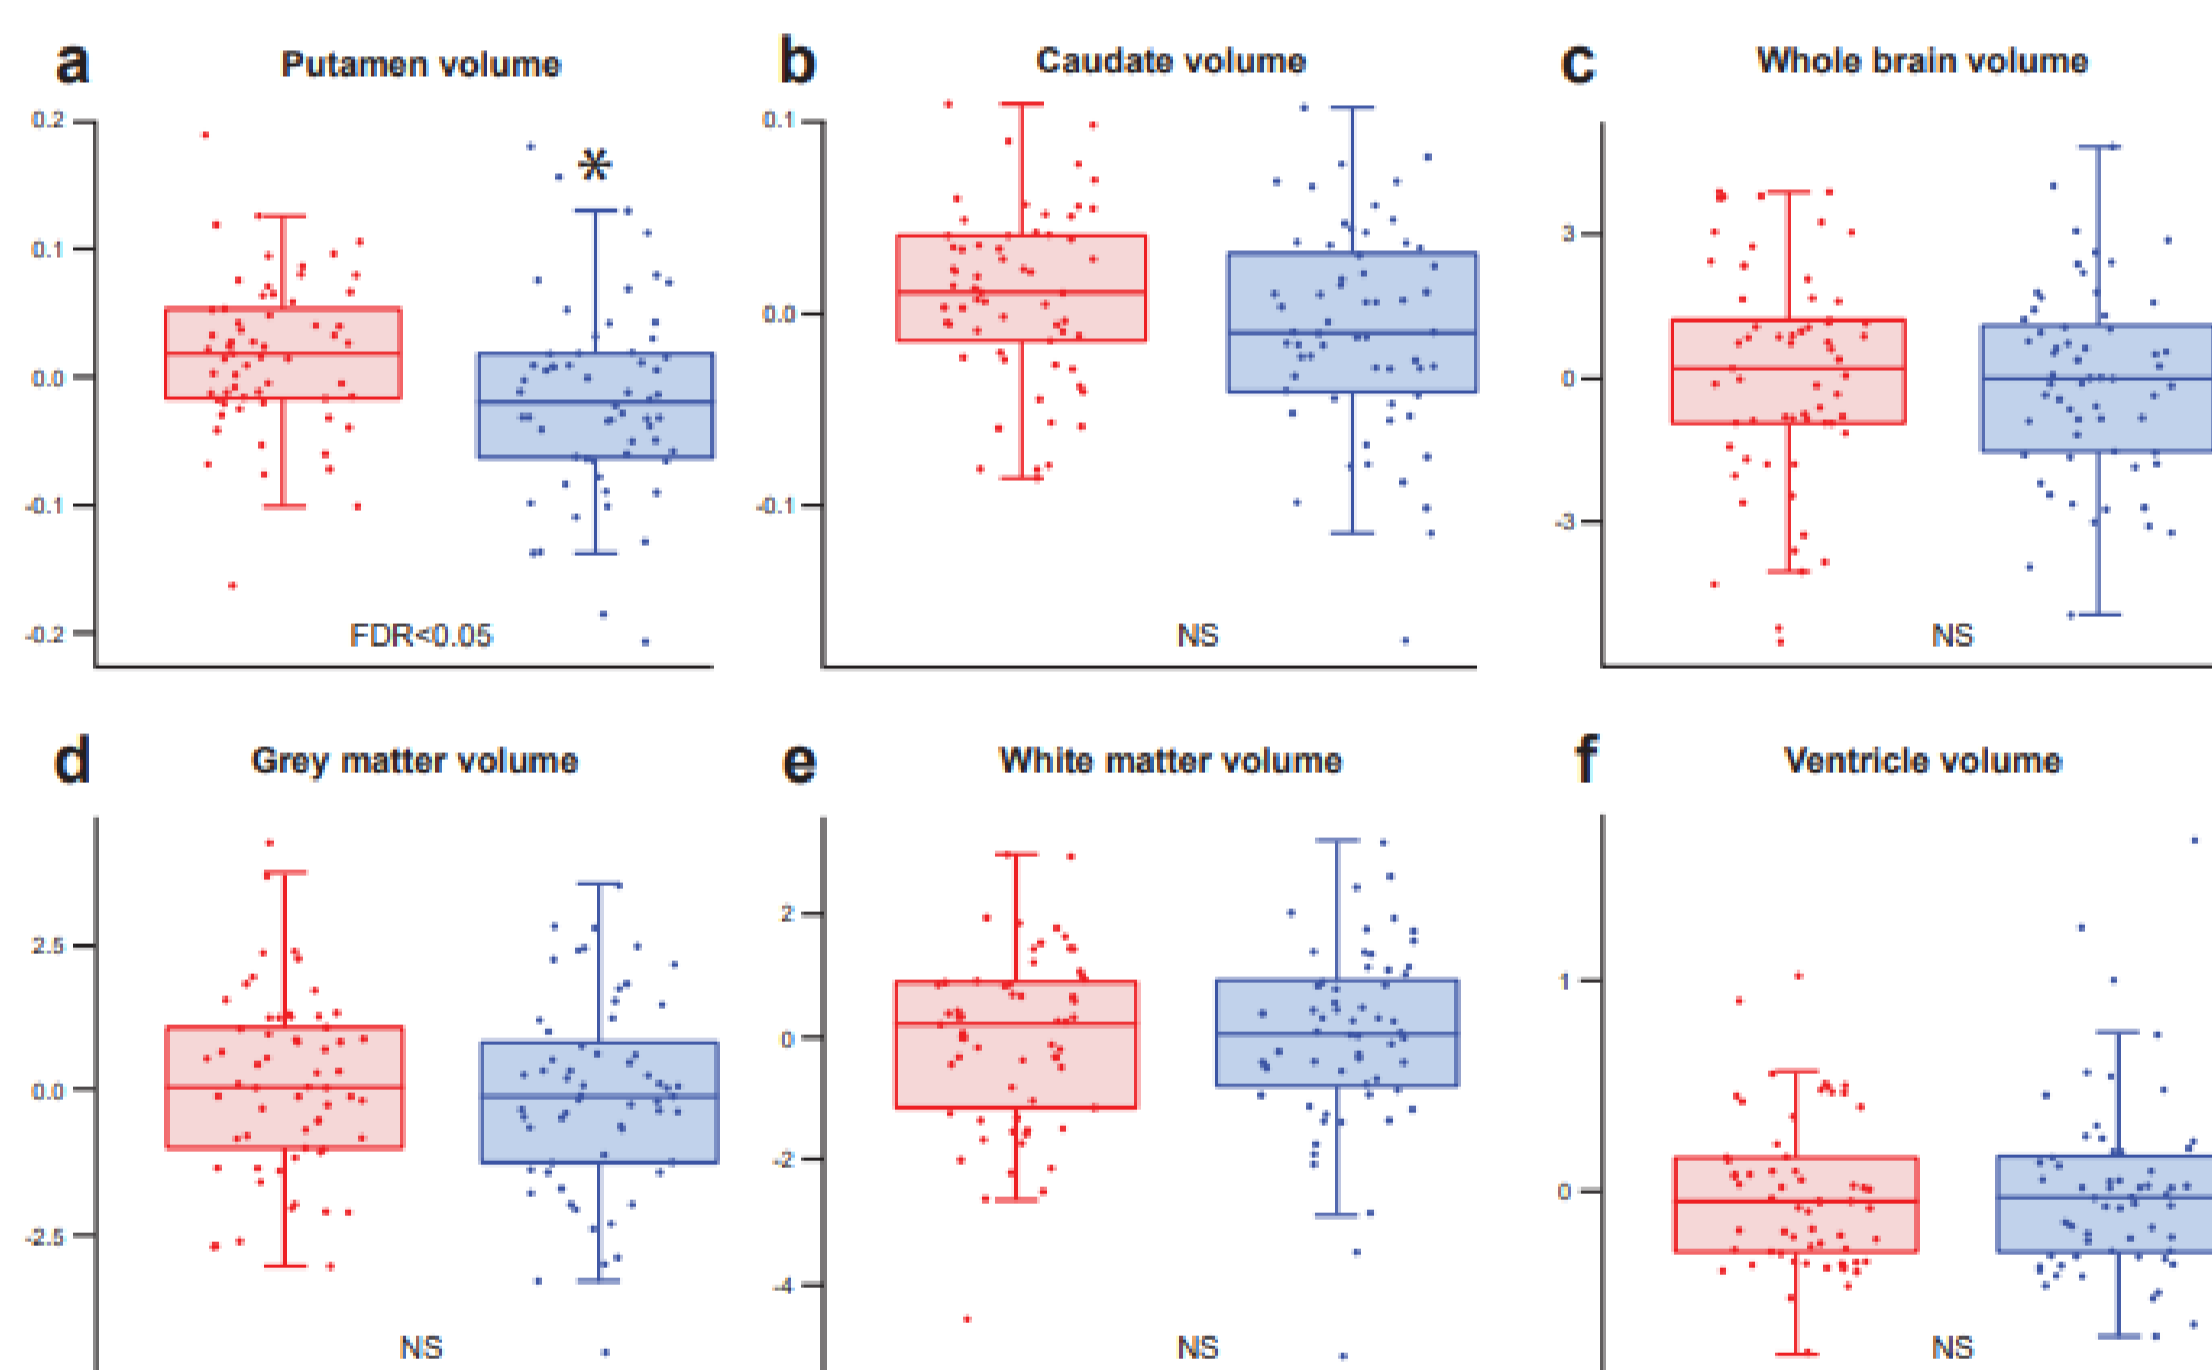 a Putamen volume
0.2
0.1
0.0
-0.1
-0.2
*
FDR<0.05
b Caudate volume
0.1
0.0
-0.1
NS
c Whole brain volume
3
0
-3
NS
d Grey matter volume
2.5
0.0
-2.5
NS
e White matter volume
2
0
-2
-4
NS
f Ventricle volume
1
0
NS